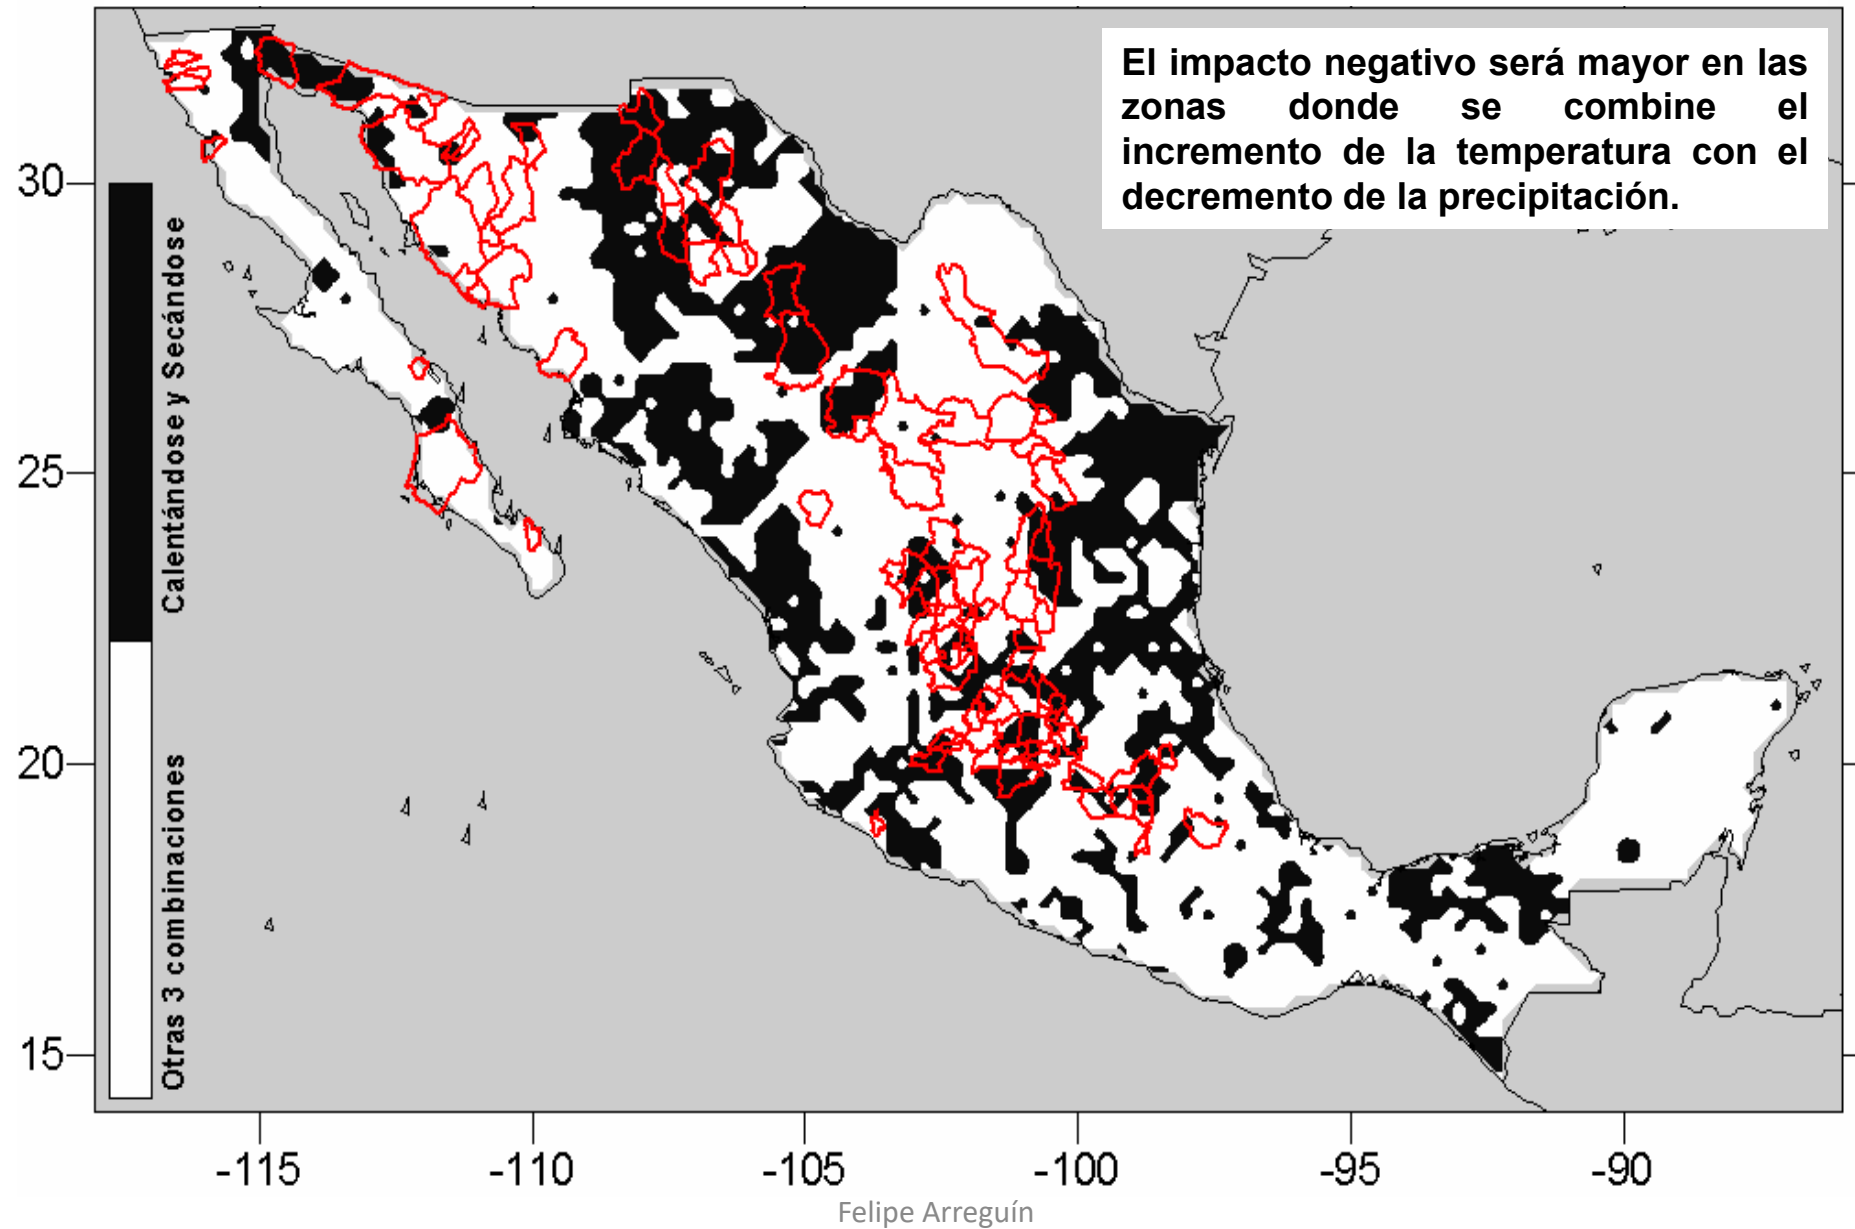 El impacto negativo será mayor en las
zonas donde se combine el
incremento de la temperatura con el
decremento de la precipitación.
30
25
20
15
Calentándose y Secándose
Otras 3 combinaciones
-115 -110 -105 -100 -95 -90
Felipe Arreguín